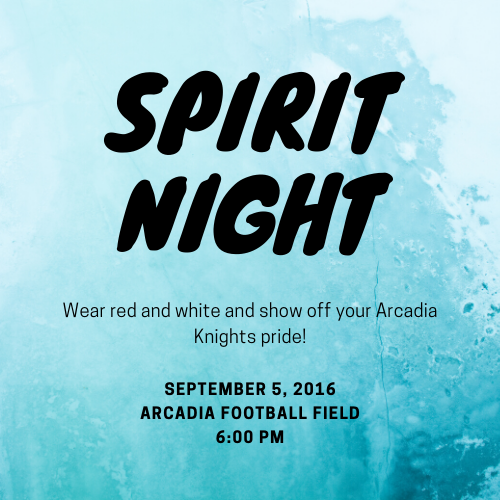 SPIRIT
NIGHT
Wear red and white and show off your Arcadia
Knights pride!
SEPTEMBER 5, 2016
ARCADIA FOOTBALL FIELD
6:00 PM